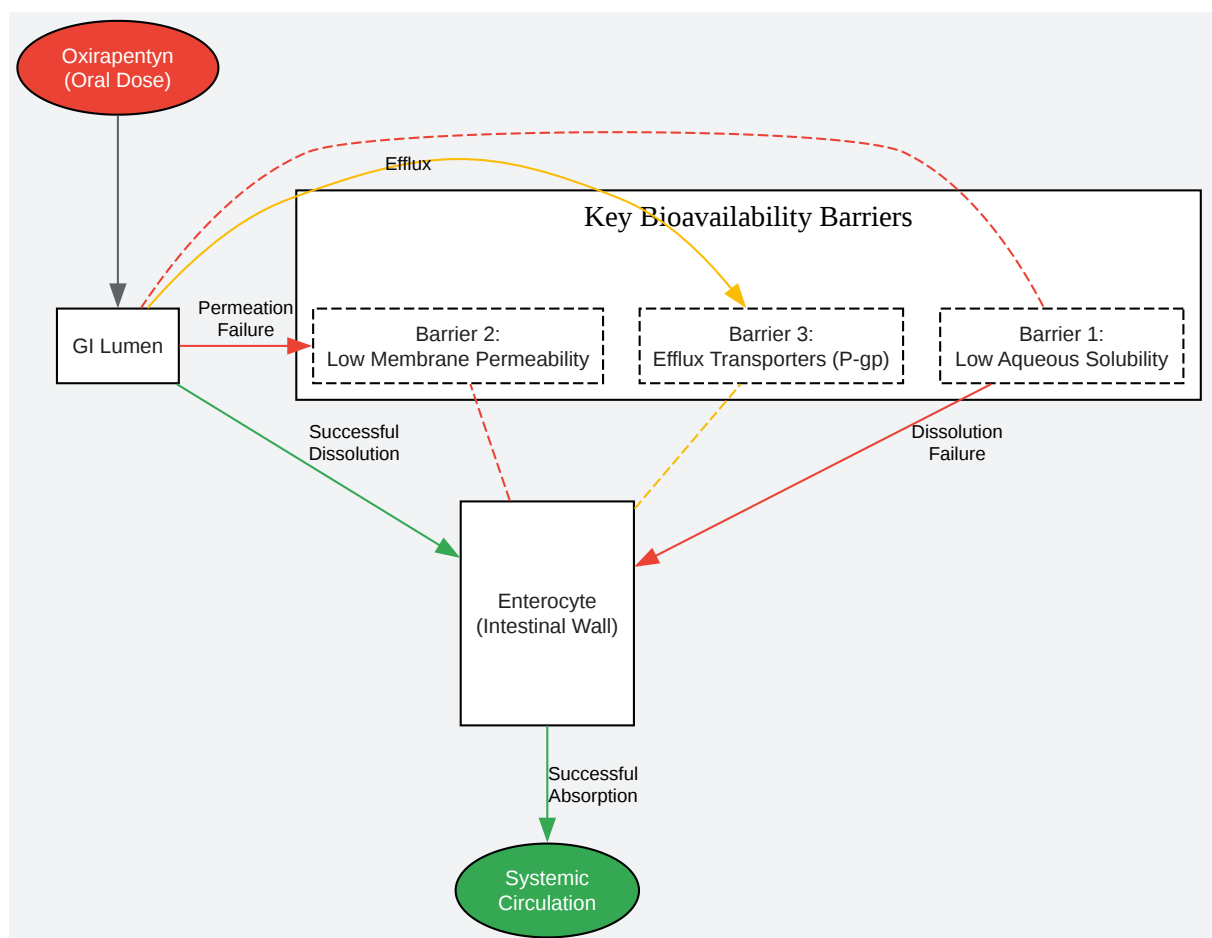 Oxirapentyn
(Oral Dose)
Efflux
Key Bioavailability Barriers
GI Lumen
Permeation
Failure
Barrier 2:
Low Membrane Permeability
Barrier 3:
Efflux Transporters (P-gp)
Barrier 1:
Low Aqueous Solubility
Successful
Dissolution
Dissolution
Failure
Enterocyte
(Intestinal Wall)
Successful
Absorption
Systemic
Circulation